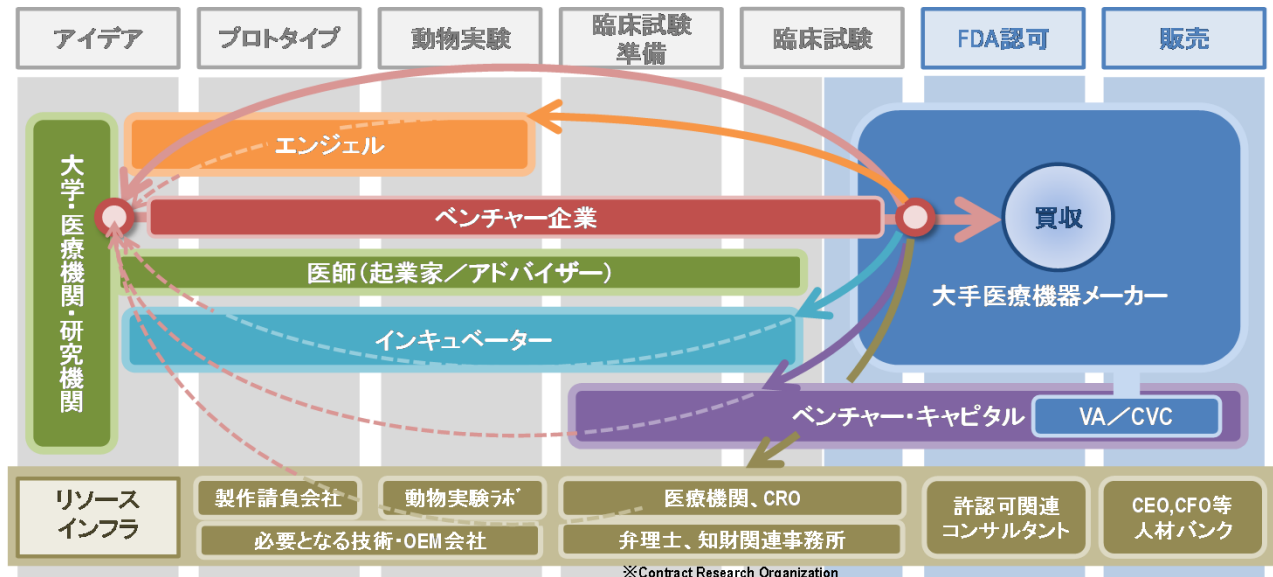 アイデア
プロトタイプ
動物実験
臨床試験
準備
臨床試験
FDA認可
販売
大学・医療機関・研究機関
エンジェル
ベンチャー企業
医師（起業家／アドバイザー）
インキュベーター
買収
大手医療機器メーカー
ベンチャー・キャピタル
VA／CVC
リソース
インフラ
製作請負会社
動物実験ﾗﾎﾞ
医療機関、CRO
必要となる技術・OEM会社
弁理士、知財関連事務所
許認可関連
コンサルタント
CEO,CFO等
人材バンク
※Contract Research Organization